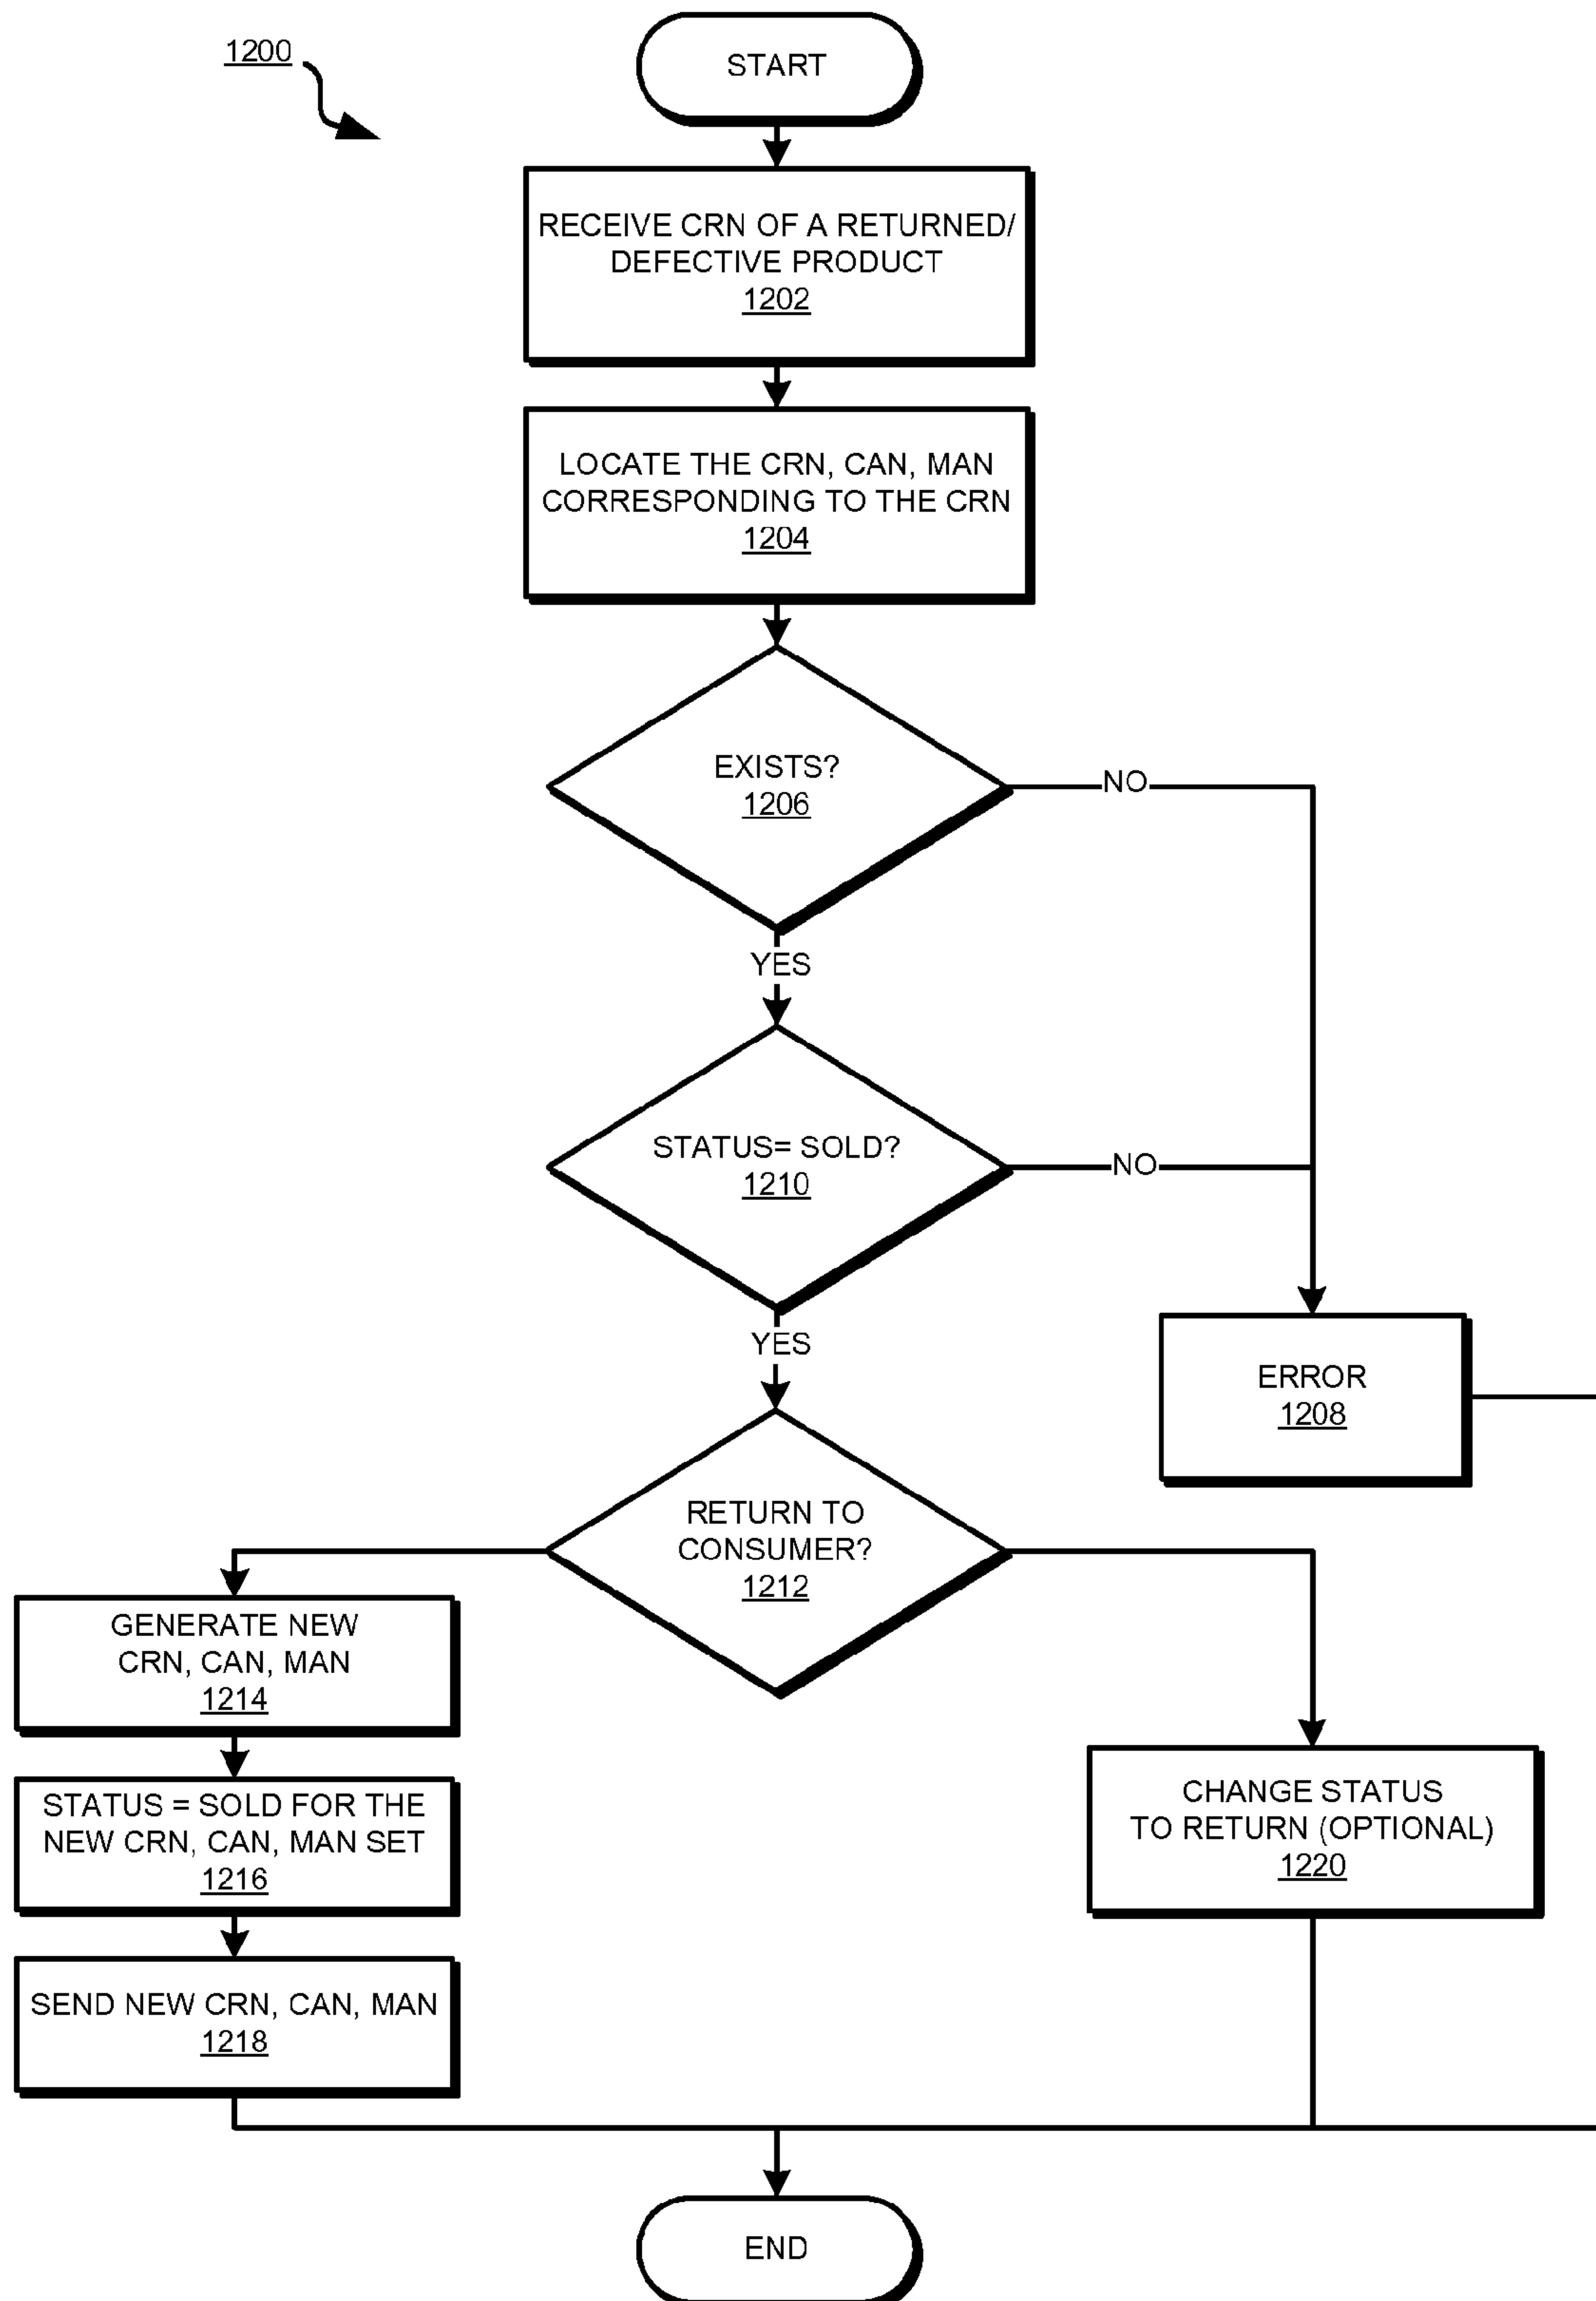 1200
START
RECEIVE CRN OF A RETURNED/
DEFECTIVE PRODUCT
1202
LOCATE THE CRN, CAN, MAN
CORRESPONDING TO THE CRN
1204
EXISTS?
1206
NO
YES
STATUS= SOLD?
1210
NO
YES
ERROR
1208
RETURN TO
CONSUMER?
1212
GENERATE NEW
CRN, CAN, MAN
1214
STATUS = SOLD FOR THE
NEW CRN, CAN, MAN SET
1216
CHANGE STATUS
TO RETURN (OPTIONAL)
1220
SEND NEW CRN, CAN, MAN
1218
END